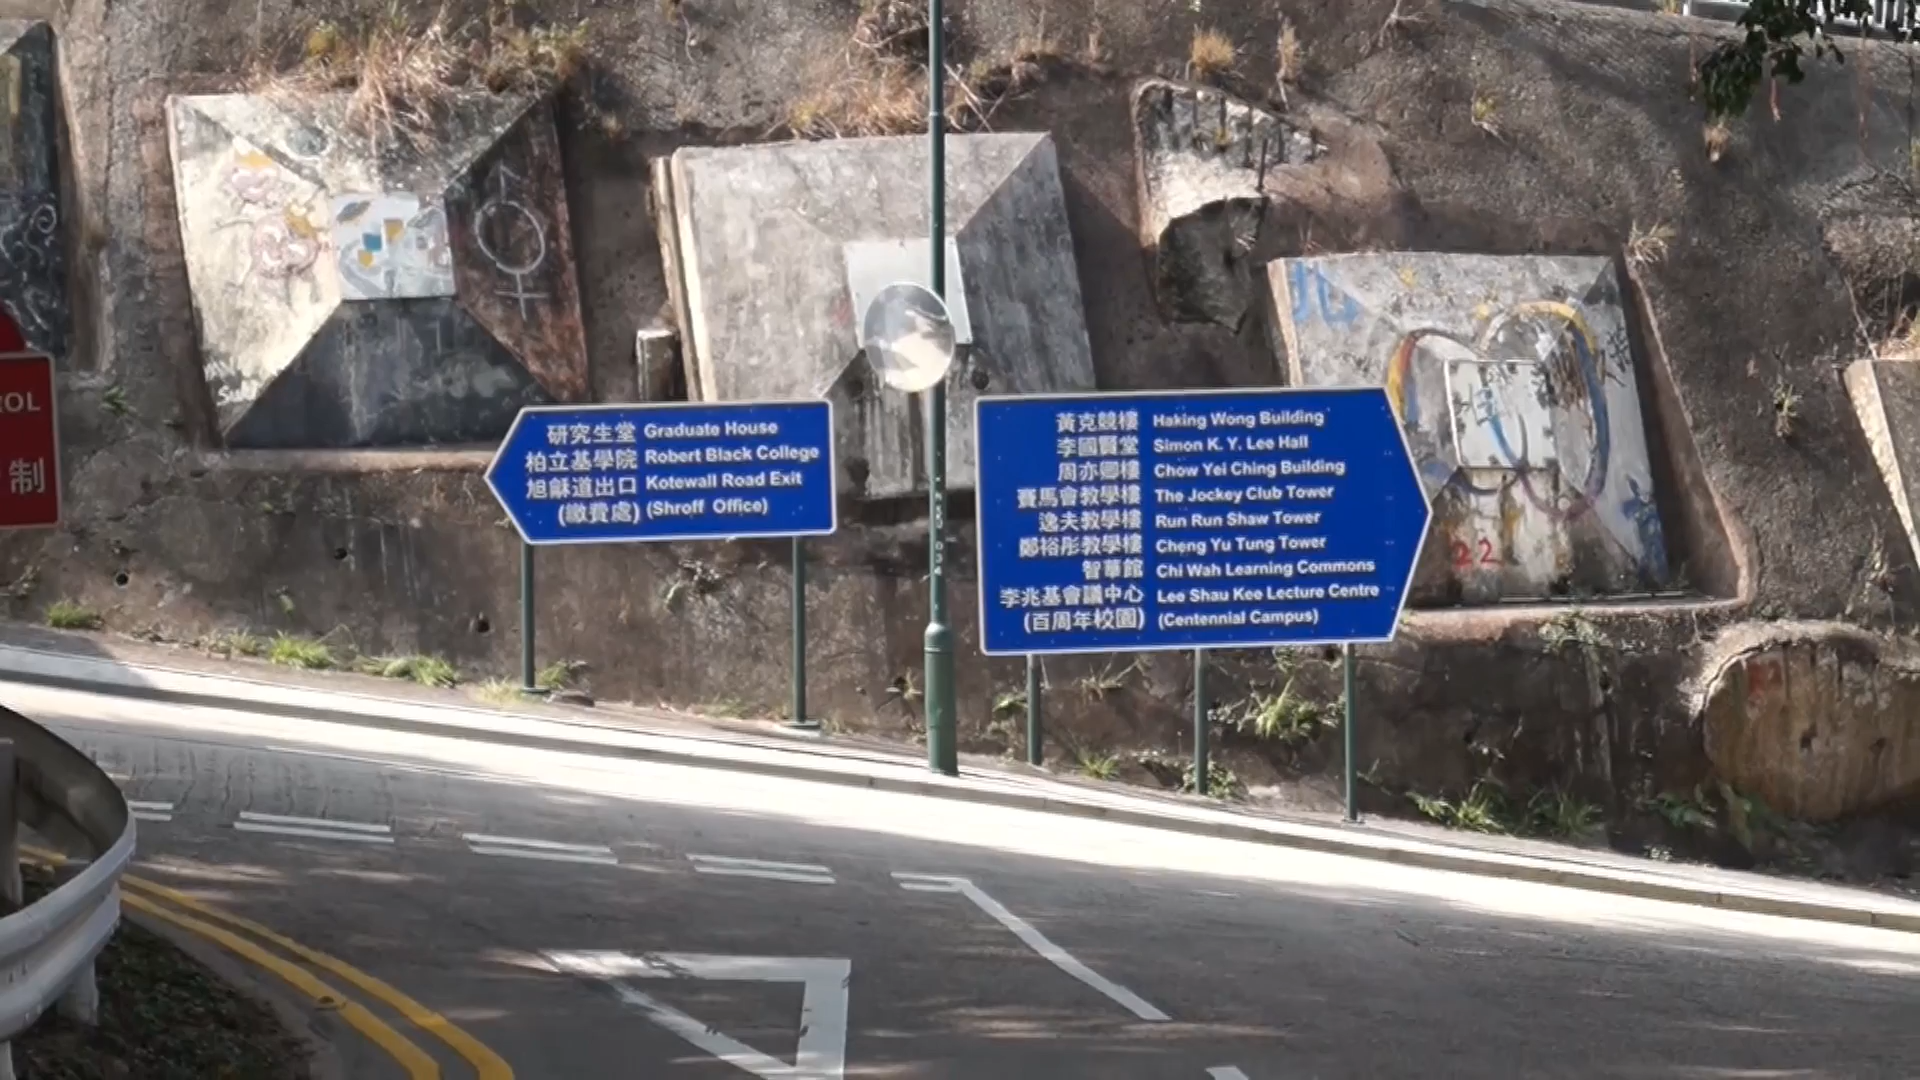 ROL
制
研究生堂 Graduate House
柏立基學院 Robert Black College
旭龢道出口 Kotewall Road Exit
(繳費處) (Shroff Office)
黃克競樓 Haking Wong Building
李國賢堂 Simon K. Y. Lee Hall
周亦卿樓 Chow Yei Ching Building
賽馬會教學樓 The Jockey Club Tower
逸夫教學樓 Run Run Shaw Tower
鄭裕彤教學樓 Cheng Yu Tung Tower
智華館 Chi Wah Learning Commons
李兆基會議中心 Lee Shau Kee Lecture Centre
(百周年校園) (Centennial Campus)
北
22